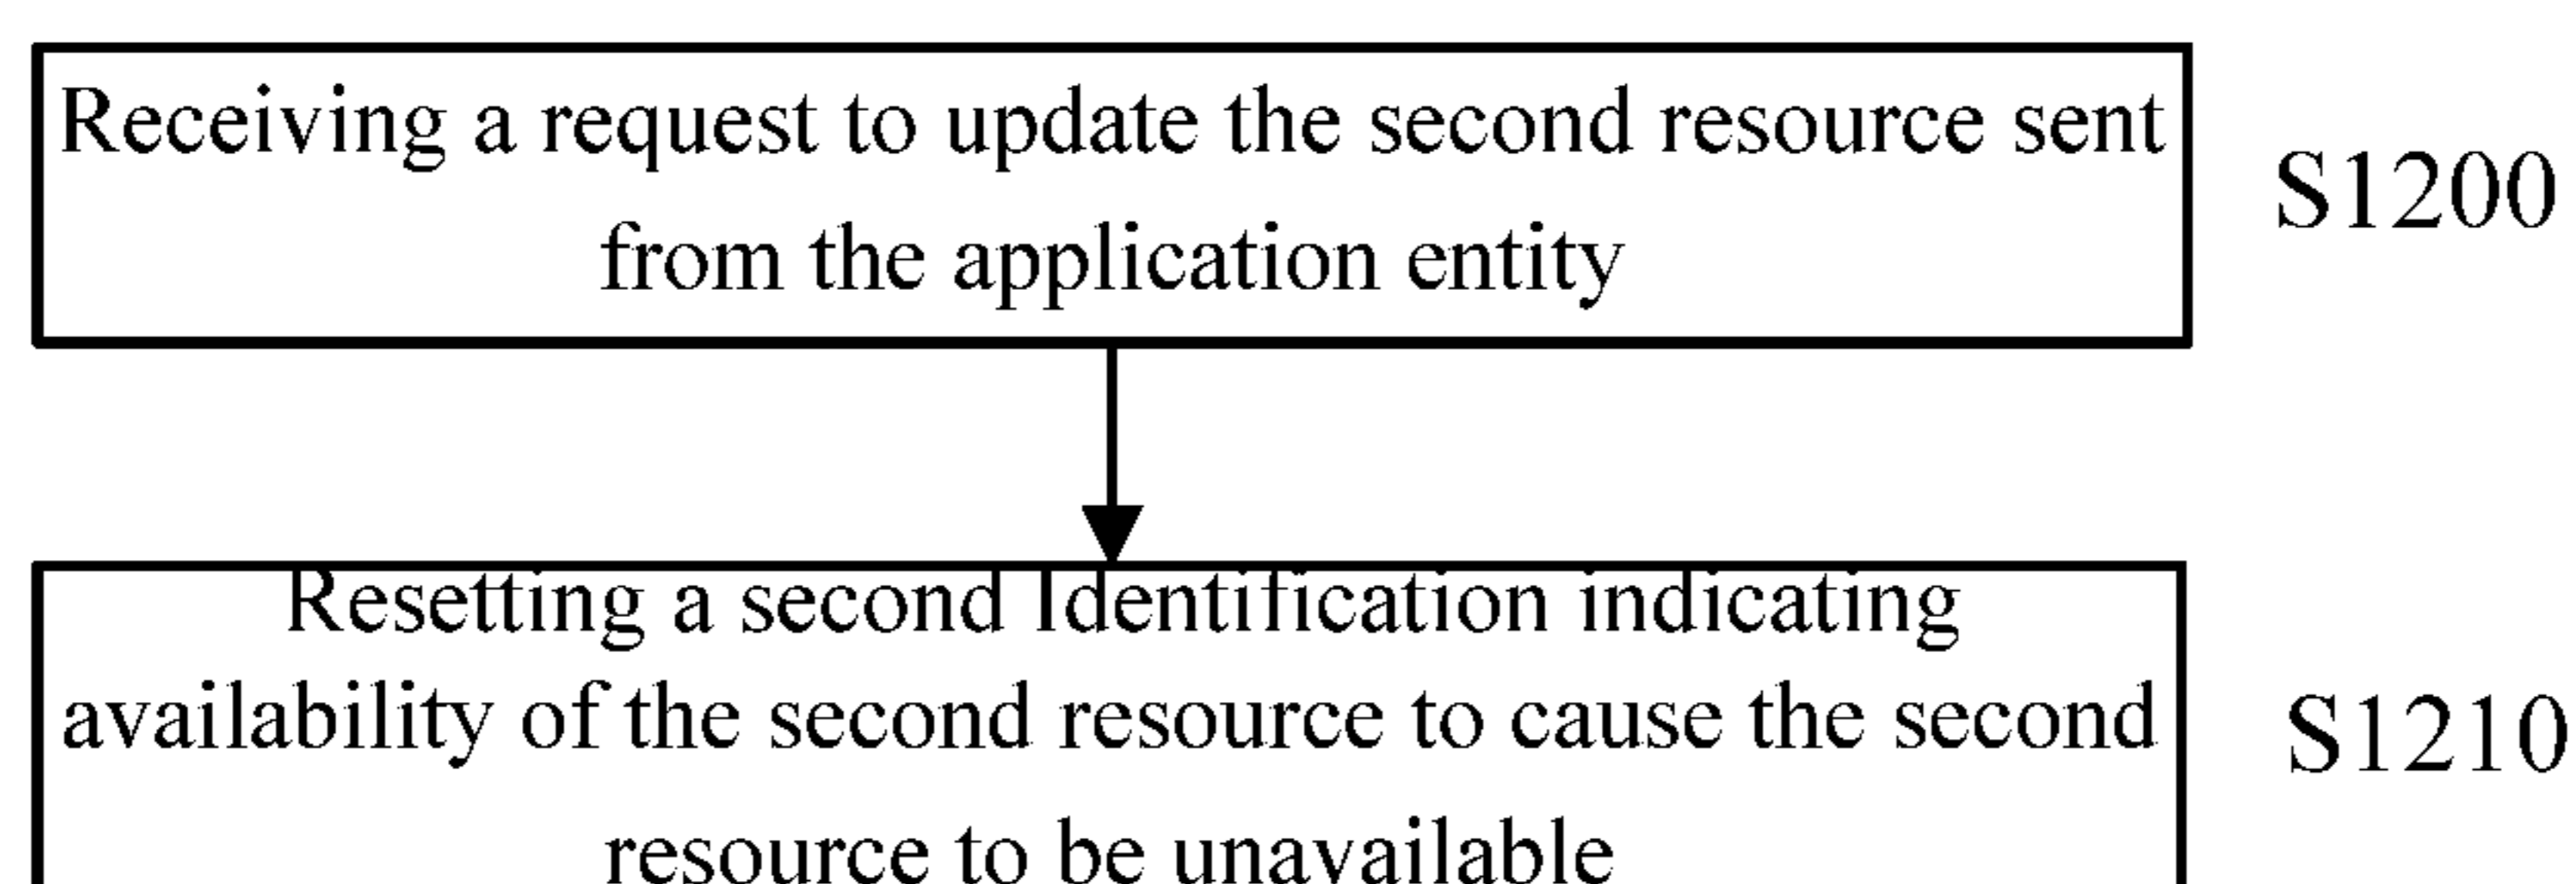 Receiving a request to update the second resource sent
from the application entity
S1200
Resetting a second Identification indicating
availability of the second resource to cause the second
resource to be unavailable
S1210